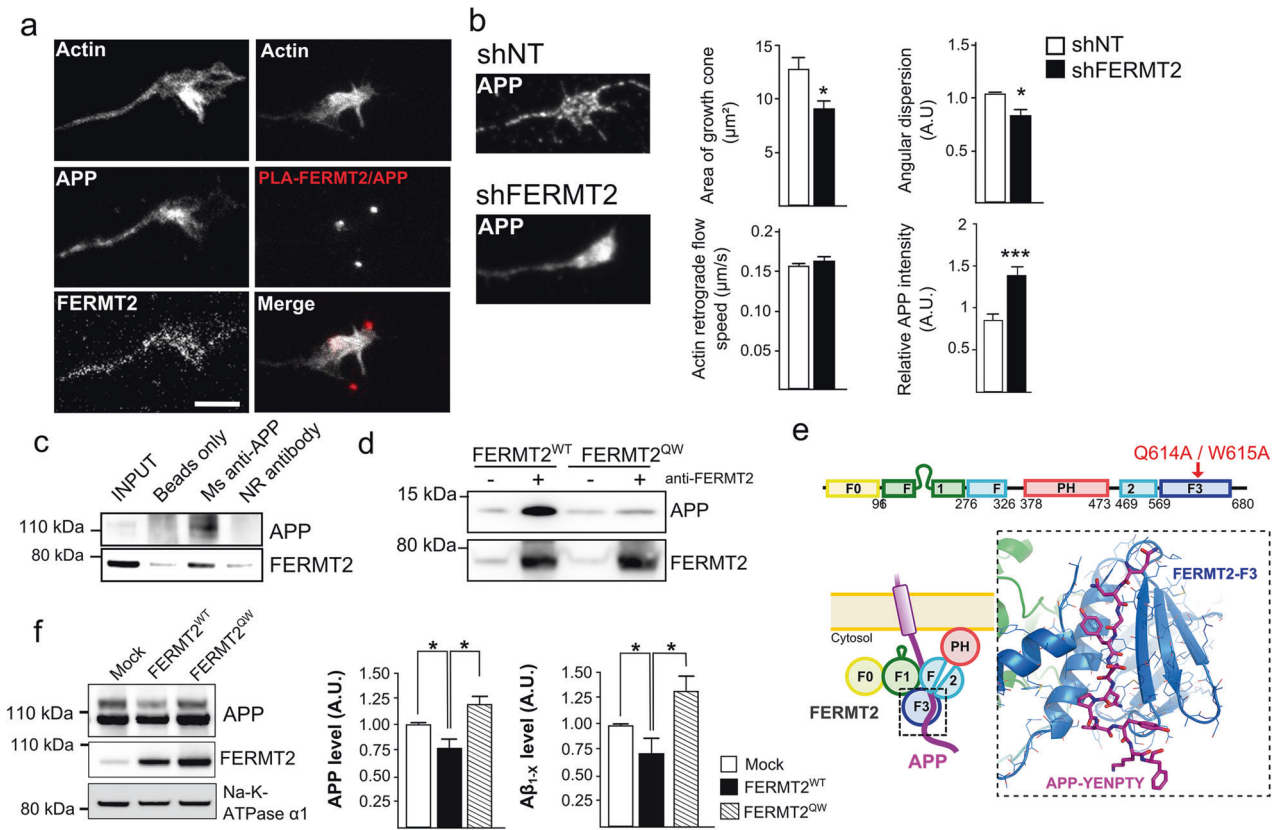 a
Actin
Actin
APP
PLA-FERMT2/APP
FERMT2
Merge
b
shNT
APP
shFERMT2
APP
Area of growth cone
(μm²)
15
10
5
*
Angular dispersion
(A.U)
1.5
1.0
0.5
*
shNT
shFERMT2
Actin retrograde flow
speed (μm/s)
0.2
0.15
0.1
0.05
Relative APP intensity
(A.U.)
2
1.5
1
0.5
***
c
INPUT
Beads only
Ms anti-APP
NR antibody
110 kDa
APP
80 kDa
FERMT2
d
FERMT2WT FERMT2QW
- + - + anti-FERMT2
15 kDa
APP
80 kDa
FERMT2
e
Q614A / W615A
F0 F 1 F PH 2 F3
96 276 326 378 473 469 569 680
Cytosol
F0 F1 F 2 PH
F3
FERMT2
APP
FERMT2-F3
APP-YENPTY
f
Mock
FERMT2WT
FERMT2QW
110 kDa
APP
110 kDa
FERMT2
80 kDa
Na-K-
ATPase α1
APP level (A.U.)
1.50
1.25
1.00
0.75
0.50
0.25
* *
Aβ1-X level (A.U.)
1.50
1.25
1.00
0.75
0.50
0.25
* *
Mock
FERMT2WT
FERMT2QW